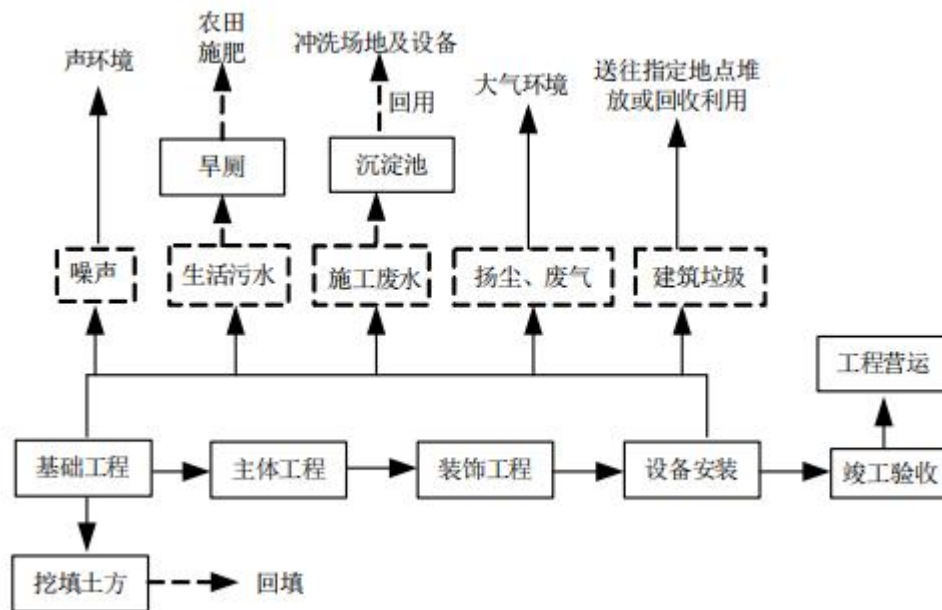 声环境
农田
施肥
冲洗场地及设备
回用
大气环境
送往指定地点堆
放或回收利用
旱厕
沉淀池
噪声
生活污水
施工废水
扬尘、废气
建筑垃圾
工程营运
基础工程
主体工程
装饰工程
设备安装
竣工验收
挖填土方
回填